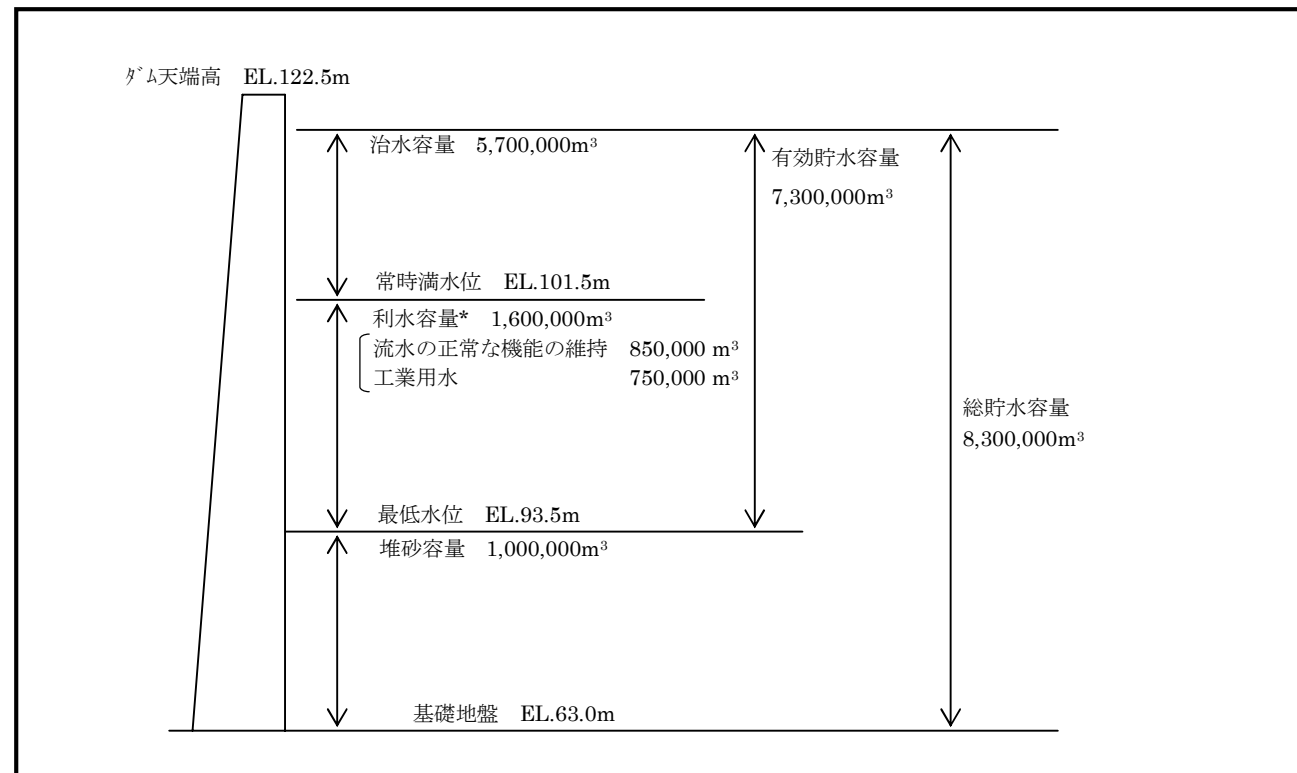 ダム天端高　EL.122.5m
治水容量　5,700,000m³
有効貯水容量
7,300,000m³
常時満水位　EL.101.5m
利水容量*　1,600,000m³
流水の正常な機能の維持　850,000 m³
工業用水　750,000 m³
総貯水容量
8,300,000m³
最低水位　EL.93.5m
堆砂容量　1,000,000m³
基礎地盤　EL.63.0m